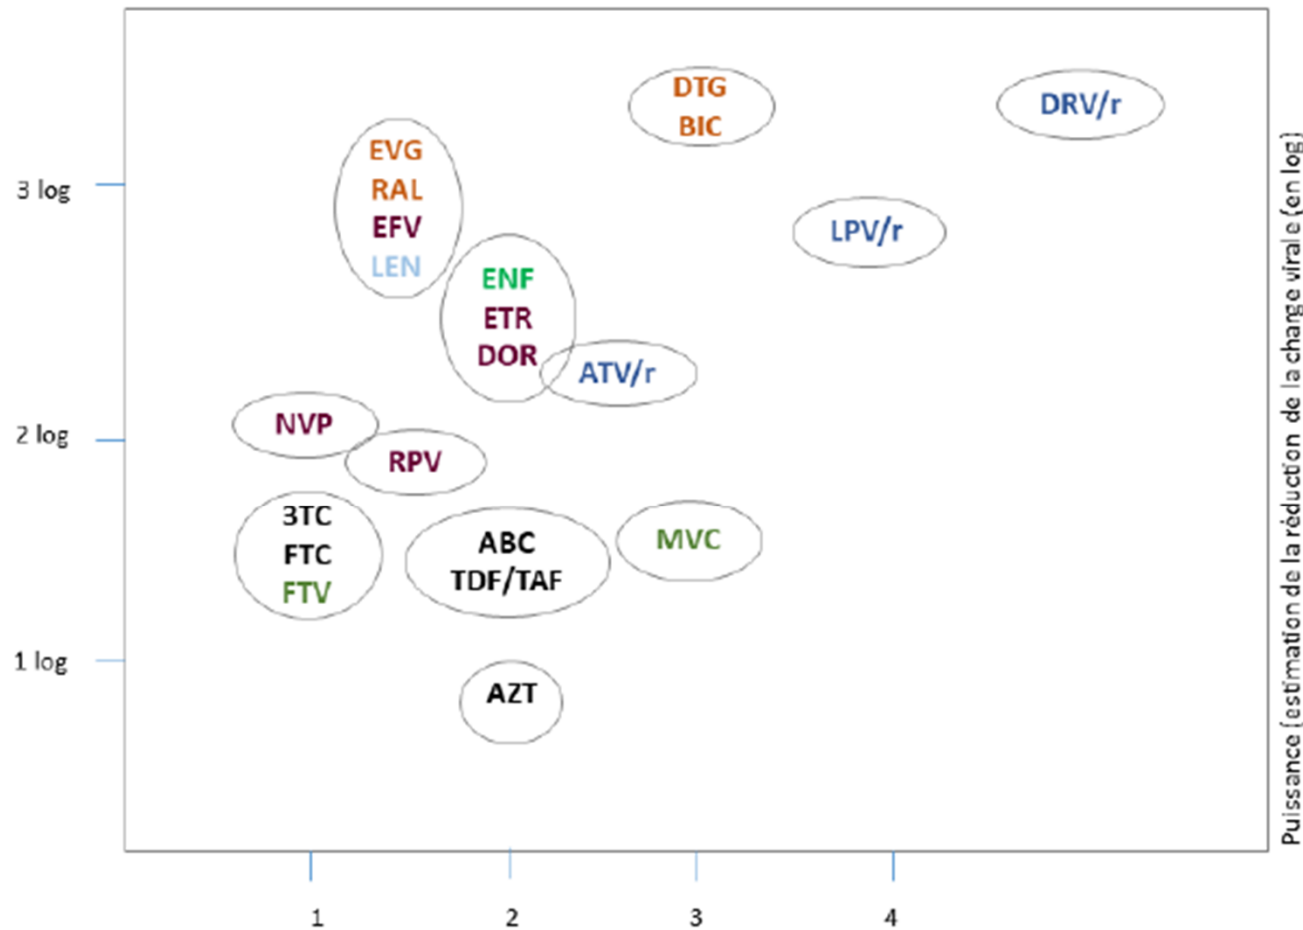 DTG
BIC
DRV/r
EVG
RAL
EFV
LEN
3 log
LPV/r
ENF
ETR
DOR
ATV/r
NVP
2 log
RPV
3TC
FTC
FTV
ABC
TDF/TAF
MVC
1 log
AZT
1
2
3
4
Puissance (estimation de la réduction de la charge virale (en log)